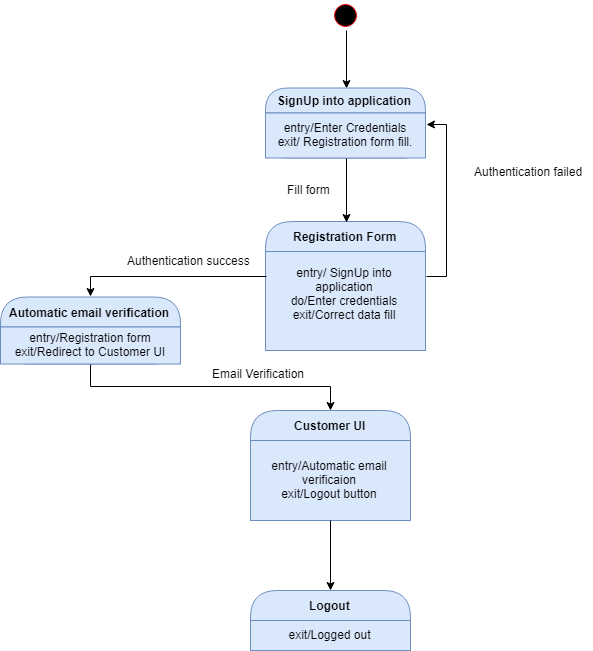 SignUp into application
entry/Enter Credentials
exit/ Registration form fill.
Authentication failed
Fill form
Registration Form
entry/ SignUp into
application
do/Enter credentials
exit/Correct data fill
Authentication success
Automatic email verification
entry/Registration form
exit/Redirect to Customer UI
Email Verification
Customer UI
entry/Automatic email
verificaion
exit/Logout button
Logout
exit/Logged out